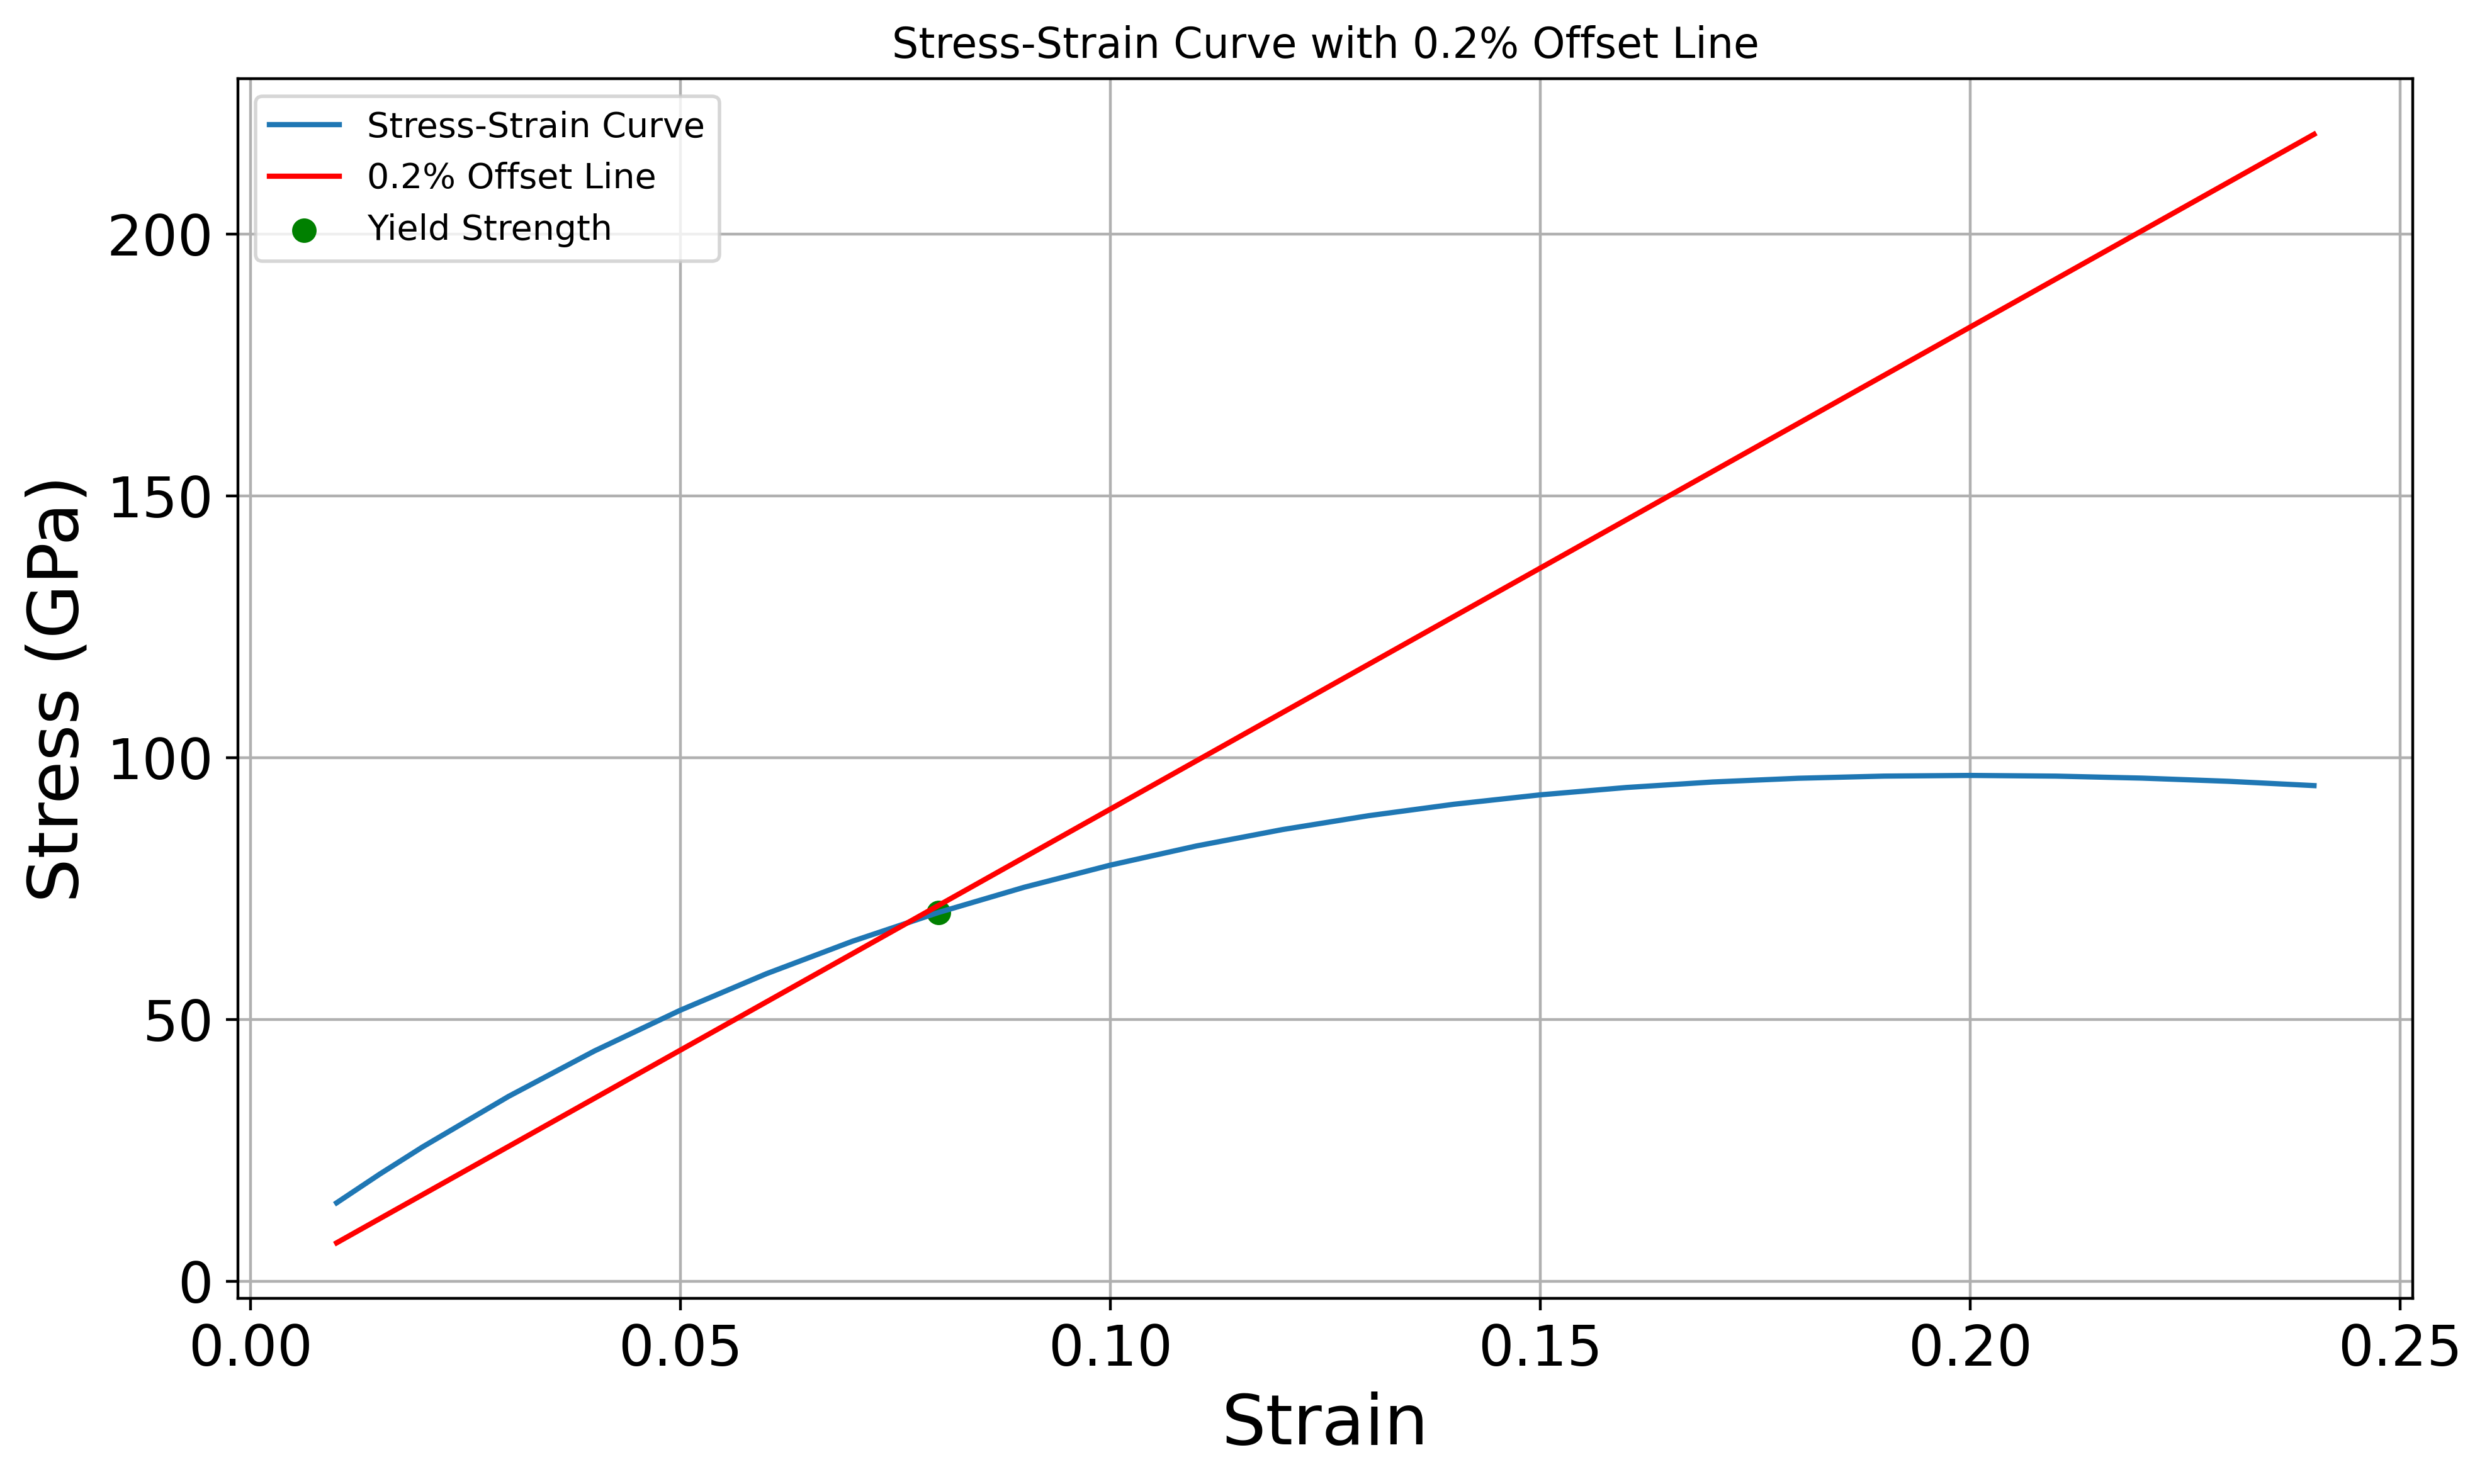 Stress-Strain Curve with 0.2% Offset Line
Stress-Strain Curve
0.2% Offset Line
Yield Strength
Stress (GPa)
200
150
100
50
0
0.00 0.05 0.10 0.15 0.20 0.25
Strain